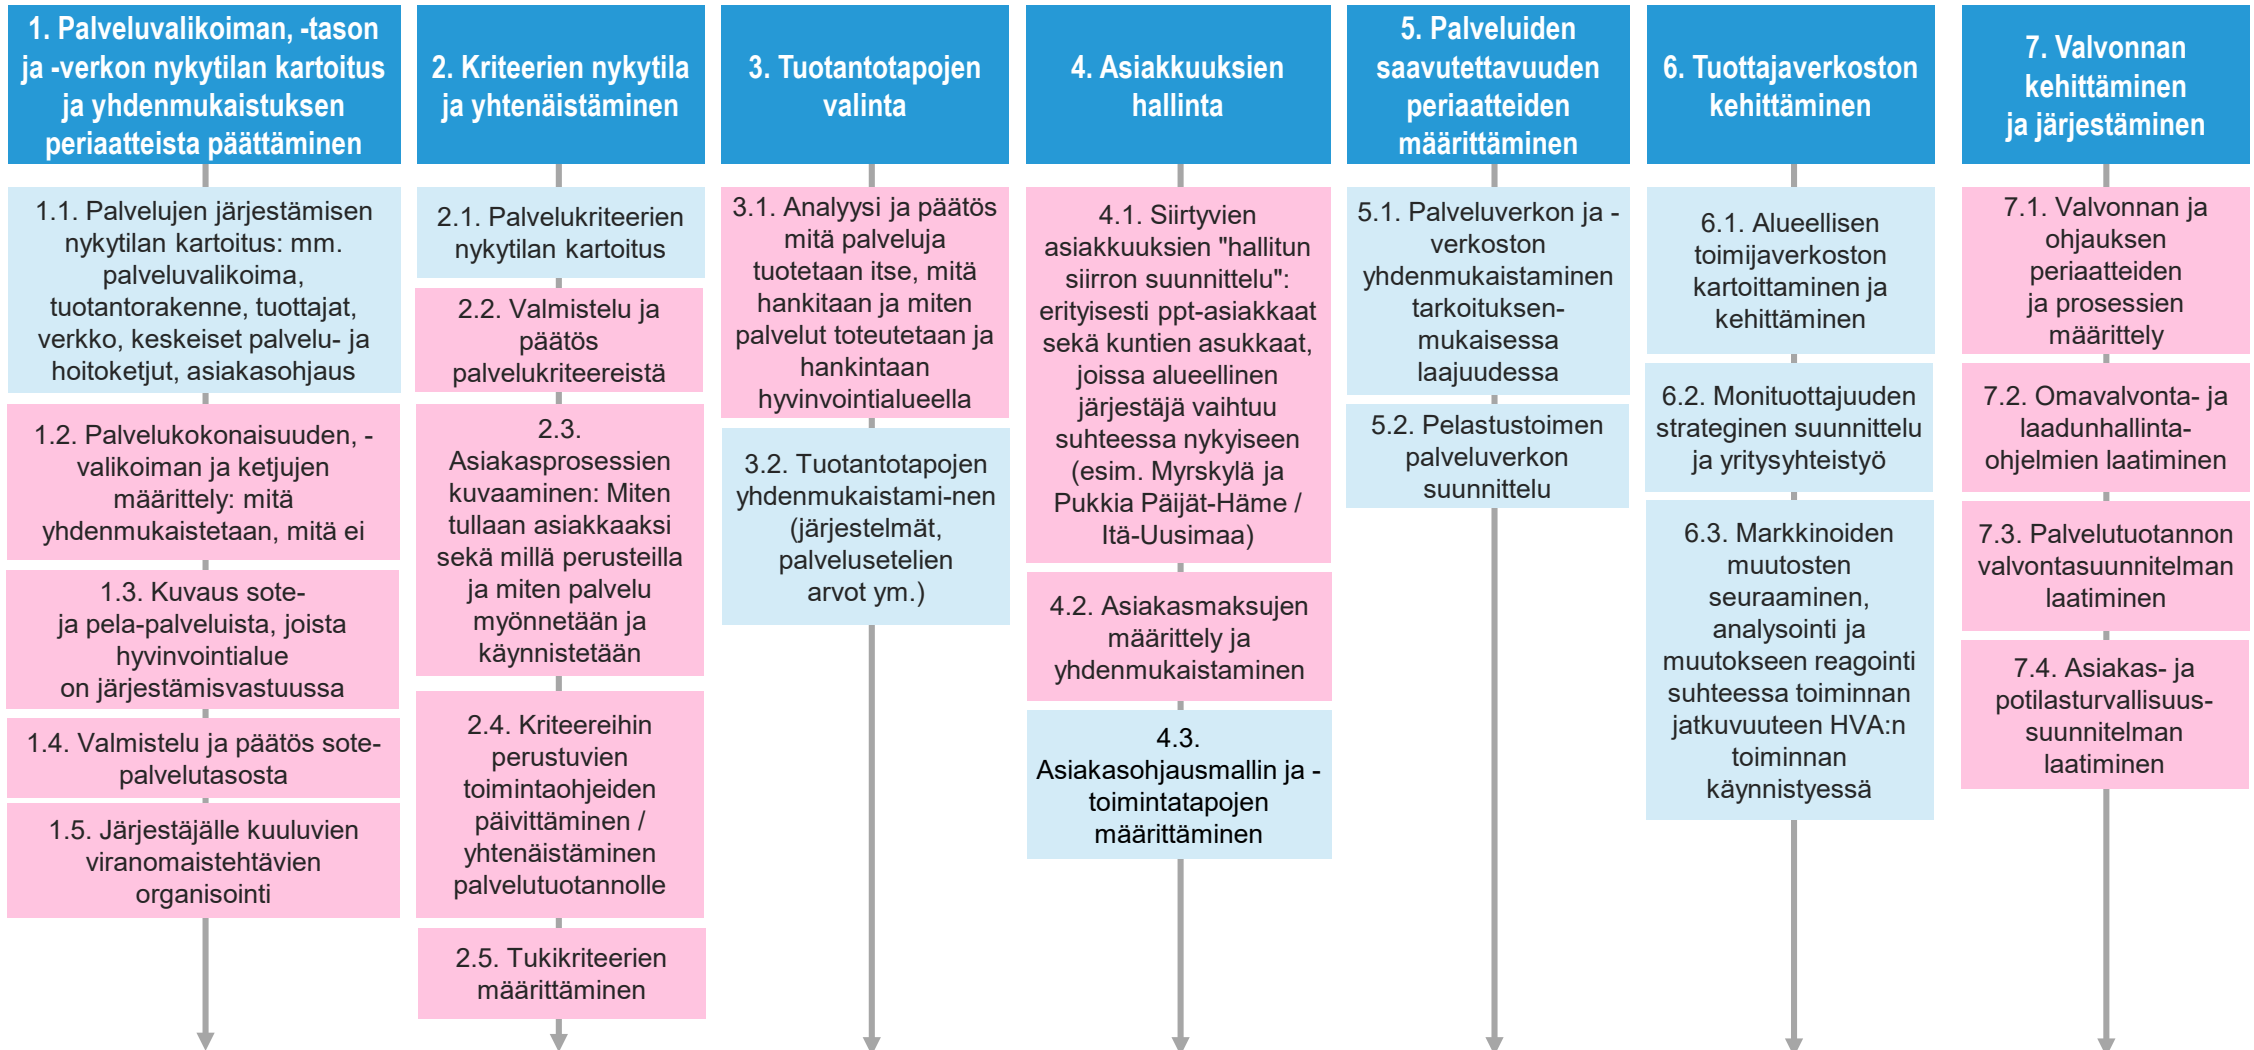 1. Palveluvalikoiman, -tason
ja -verkon nykytilan kartoitus
ja yhdenmukaistuksen
periaatteista päättäminen
1.1. Palvelujen järjestämisen
nykytilan kartoitus: mm.
palveluvalikoima,
tuotantorakenne, tuottajat,
verkko, keskeiset palvelu- ja
hoitoketjut, asiakasohjaus
1.2. Palvelukokonaisuuden, -
valikoiman ja ketjujen
määrittely: mitä
yhdenmukaistetaan, mitä ei
1.3. Kuvaus sote-
ja pela-palveluista, joista
hyvinvointialue
on järjestämisvastuussa
1.4. Valmistelu ja päätös sote-
palvelutasosta
1.5. Järjestäjälle kuuluvien
viranomaistehtävien
organisointi
2. Kriteerien nykytila
ja yhtenäistäminen
2.1. Palvelukriteerien
nykytilan kartoitus
2.2. Valmistelu ja
päätös
palvelukriteereistä
2.3.
Asiakasprosessien
kuvaaminen: Miten
tullaan asiakkaaksi
sekä millä perusteilla
ja miten palvelu
myönnetään ja
käynnistetään
2.4. Kriteereihin
perustuvien
toimintaohjeiden
päivittäminen /
yhtenäistäminen
palvelutuotannolle
2.5. Tukikriteerien
määrittäminen
3. Tuotantotapojen
valinta
3.1. Analyysi ja päätös
mitä palveluja
tuotetaan itse, mitä
hankitaan ja miten
palvelut toteutetaan ja
hankintaan
hyvinvointialueella
3.2. Tuotantotapojen
yhdenmukaistami-nen
(järjestelmät,
palvelusetelien
arvot ym.)
4. Asiakkuuksien
hallinta
4.1. Siirtyvien
asiakkuuksien "hallitun
siirron suunnittelu":
erityisesti ppt-asiakkaat
sekä kuntien asukkaat,
joissa alueellinen
järjestäjä vaihtuu
suhteessa nykyiseen
(esim. Myrskylä ja
Pukkia Päijät-Häme /
Itä-Uusimaa)
4.2. Asiakasmaksujen
määrittely ja
yhdenmukaistaminen
4.3.
Asiakasohjausmallin ja -
toimintatapojen
määrittäminen
5. Palveluiden
saavutettavuuden
periaatteiden
määrittäminen
5.1. Palveluverkon ja -
verkoston
yhdenmukaistaminen
tarkoituksen-
mukaisessa
laajuudessa
5.2. Pelastustoimen
palveluverkon
suunnittelu
6. Tuottajaverkoston
kehittäminen
6.1. Alueellisen
toimijaverkoston
kartoittaminen ja
kehittäminen
6.2. Monituottajuuden
strateginen suunnittelu
ja yritysyhteistyö
6.3. Markkinoiden
muutosten
seuraaminen,
analysointi ja
muutokseen reagointi
suhteessa toiminnan
jatkuvuuteen HVA:n
toiminnan
käynnistyessä
7. Valvonnan
kehittäminen
ja järjestäminen
7.1. Valvonnan ja
ohjauksen
periaatteiden
ja prosessien
määrittely
7.2. Omavalvonta- ja
laadunhallinta-
ohjelmien laatiminen
7.3. Palvelutuotannon
valvontasuunnitelman
laatiminen
7.4. Asiakas- ja
potilasturvallisuus-
suunnitelman
laatiminen